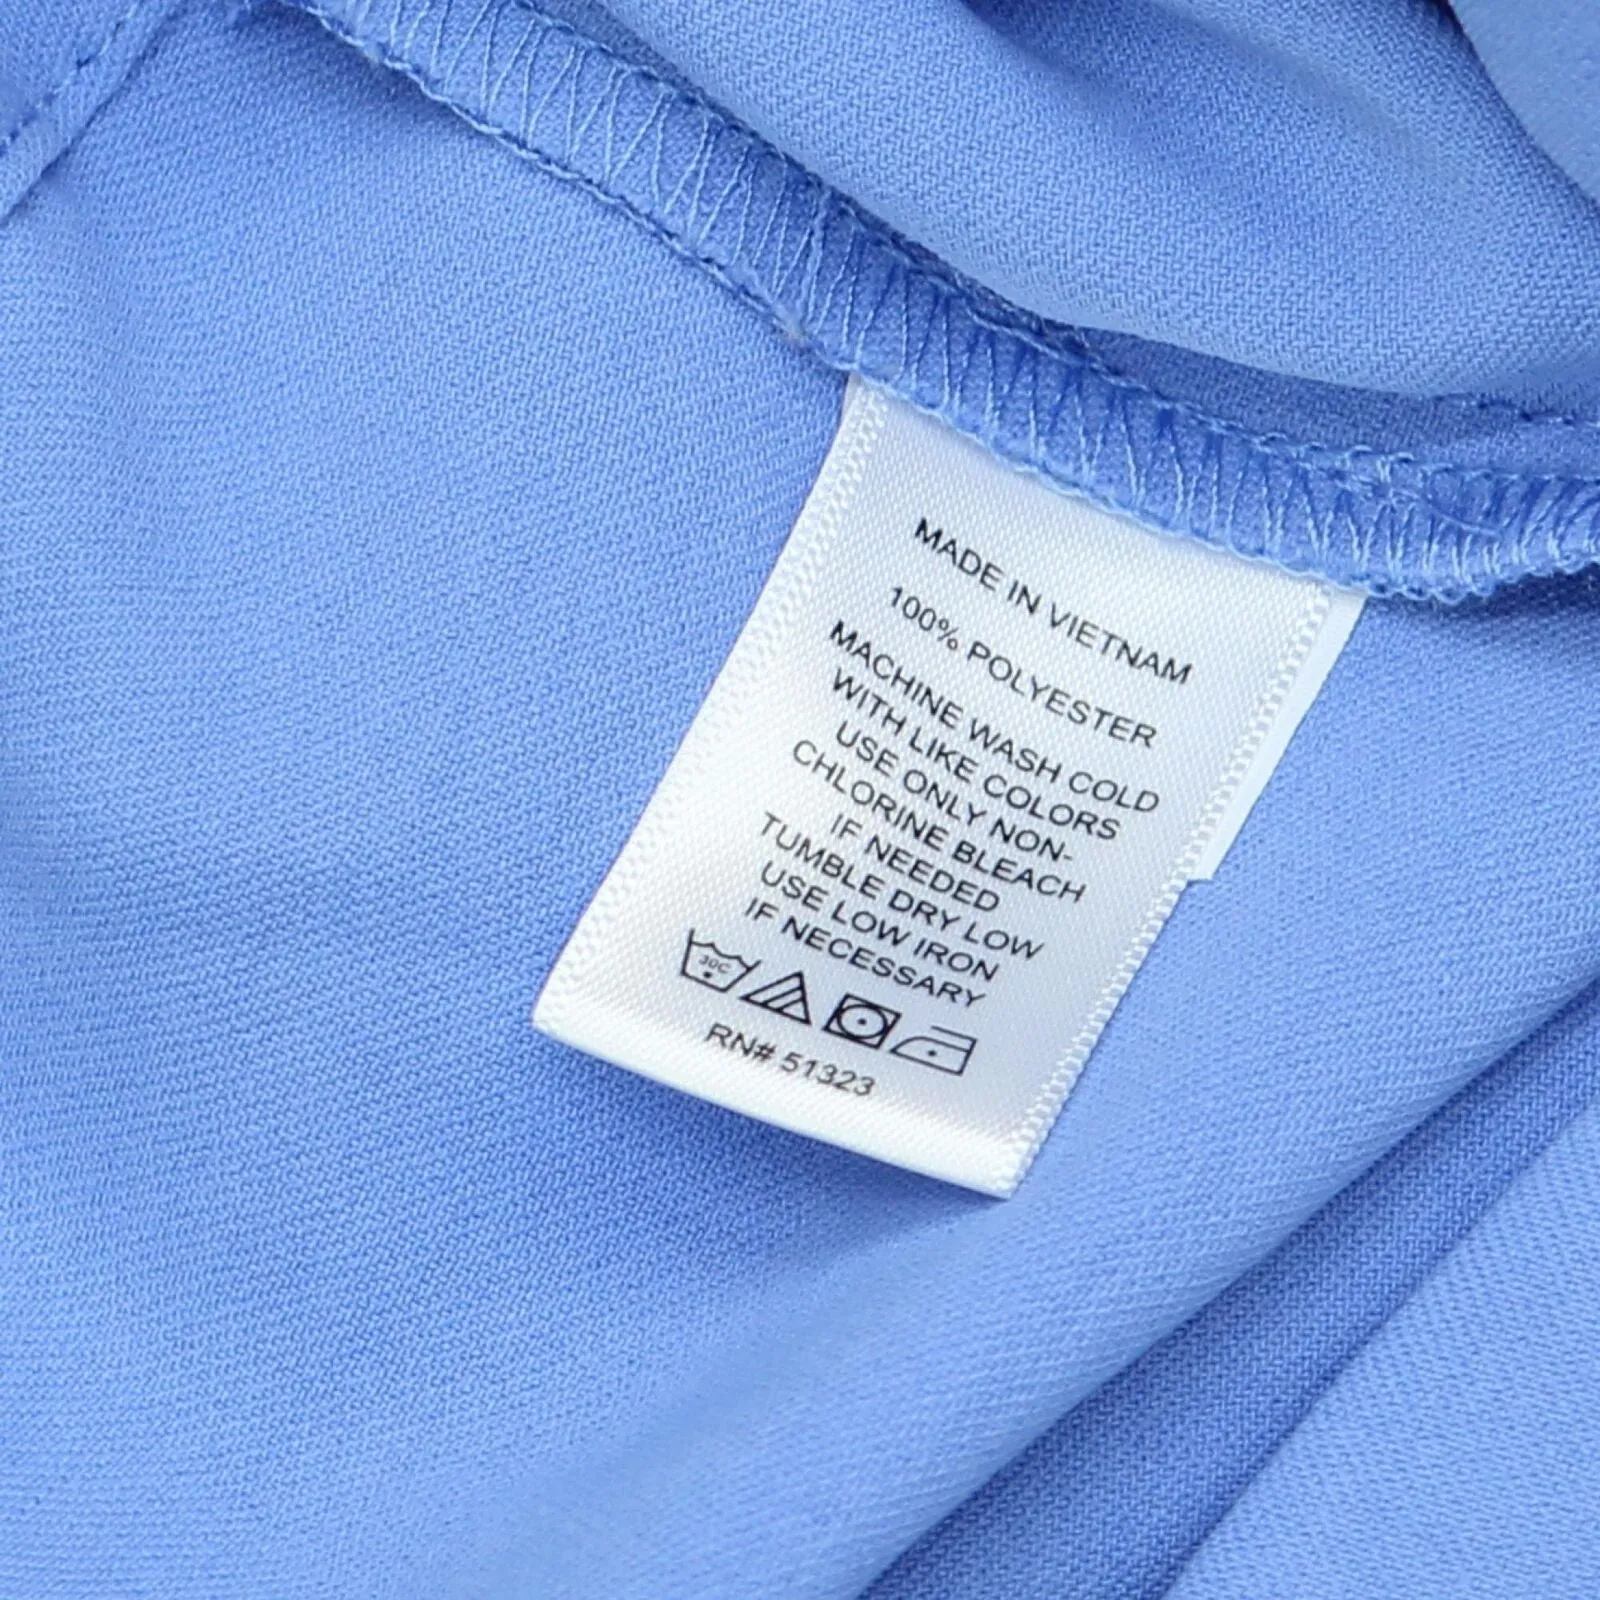 MADE IN VIETNAM
100% POLYESTER
MACHINE WASH COLD
WITH LIKE COLORS
USE ONLY NON-
CHLORINE BLEACH
IF NEEDED
TUMBLE DRY LOW
USE LOW IRON
IF NECESSARY
30C
RN# 51323